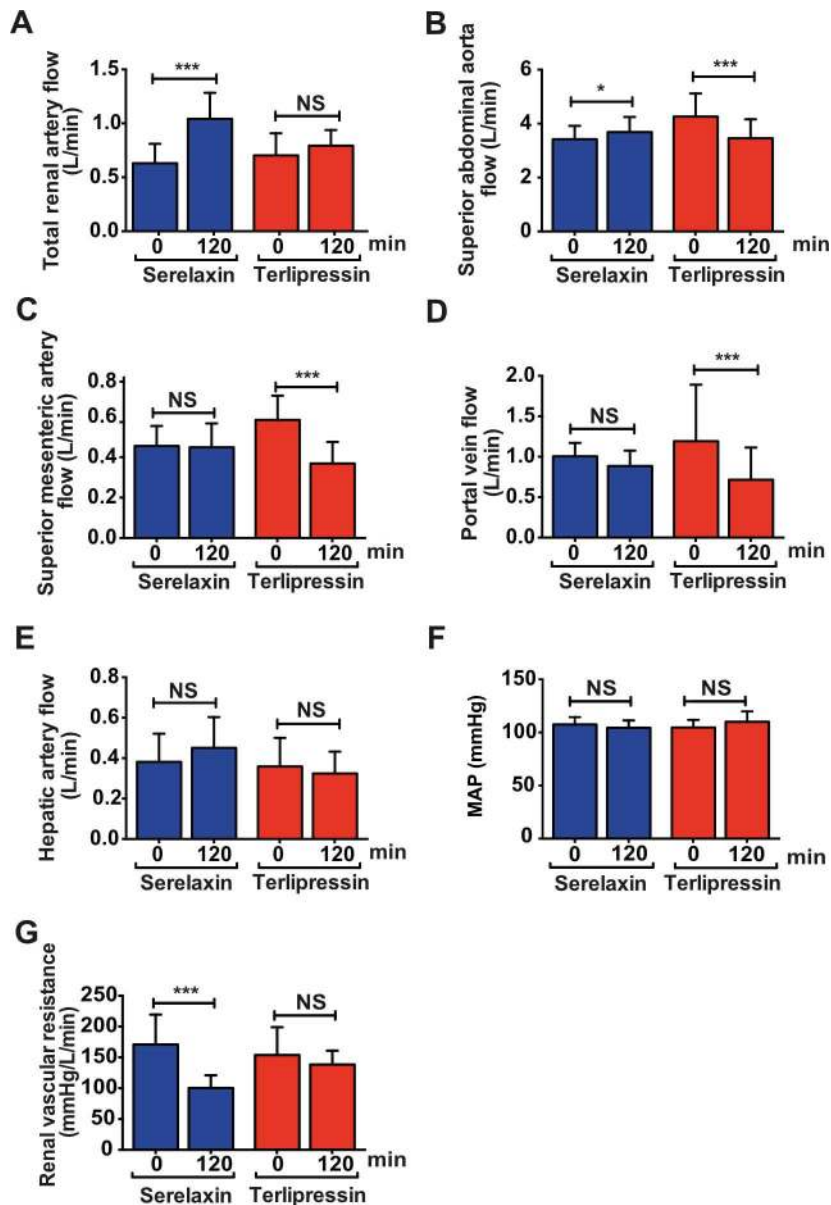 A
Total renal artery flow
(L/min)
1.5
1.0
0.5
0.0
***
NS
0 120 0 120 min
Serelaxin Terlipressin
B
Superior abdominal aorta
flow (L/min)
6
4
2
0
*
***
0 120 0 120 min
Serelaxin Terlipressin
C
Superior mesenteric artery
flow (L/min)
0.8
0.6
0.4
0.2
0.0
NS
***
0 120 0 120 min
Serelaxin Terlipressin
D
Portal vein flow
(L/min)
2.0
1.5
1.0
0.5
0.0
NS
***
0 120 0 120 min
Serelaxin Terlipressin
E
Hepatic artery flow
(L/min)
0.8
0.6
0.4
0.2
0.0
NS
NS
0 120 0 120 min
Serelaxin Terlipressin
F
MAP (mmHg)
150
100
50
0
NS
NS
0 120 0 120 min
Serelaxin Terlipressin
G
Renal vascular resistance
(mmHg/L/min)
250
200
150
100
50
0
***
NS
0 120 0 120 min
Serelaxin Terlipressin